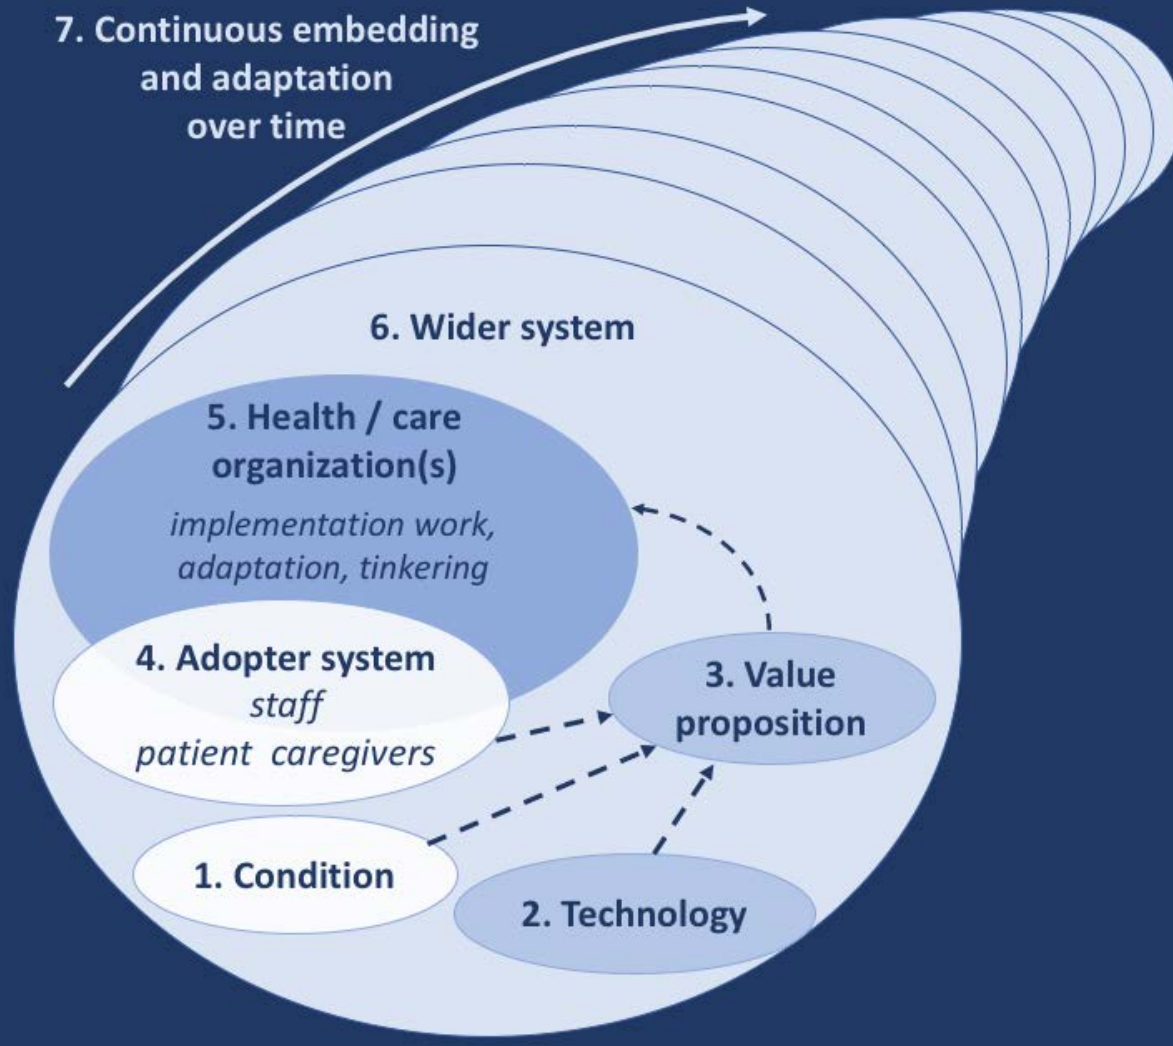 7. Continuous embedding
and adaptation
over time
6. Wider system
5. Health / care
organization(s)
implementation work,
adaptation, tinkering
4. Adopter system
staff
patient caregivers
3. Value
proposition
1. Condition
2. Technology